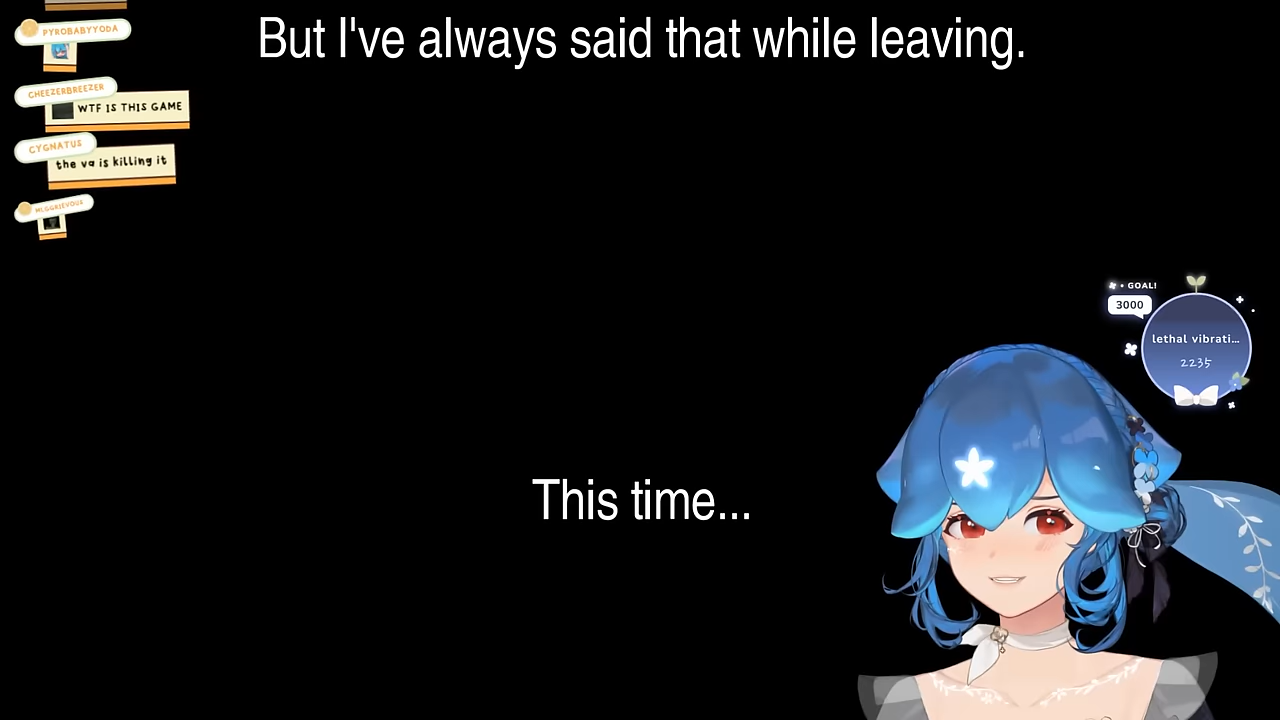 But I've always said that while leaving.
PYROBABYYODA
CHEEZERBREEZER
WTF IS THIS GAME
CYGNATUS
the va is killing it
MLGGRIEVOUS
• GOAL!
3000
lethal vibrati...
2235
This time...